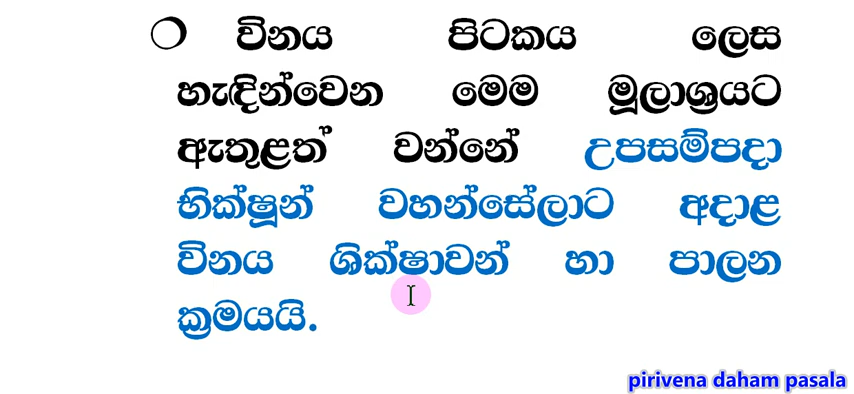 විනය පිටකය ලෙස
හැඳින්වෙන මෙම මූලාශ්‍රයට
ඇතුළත් වන්නේ උපසම්පදා
භික්ෂූන් වහන්සේලාට අදාළ
විනය ශික්ෂාවන් හා පාලන
ක්‍රමයයි.
pirivena daham pasala